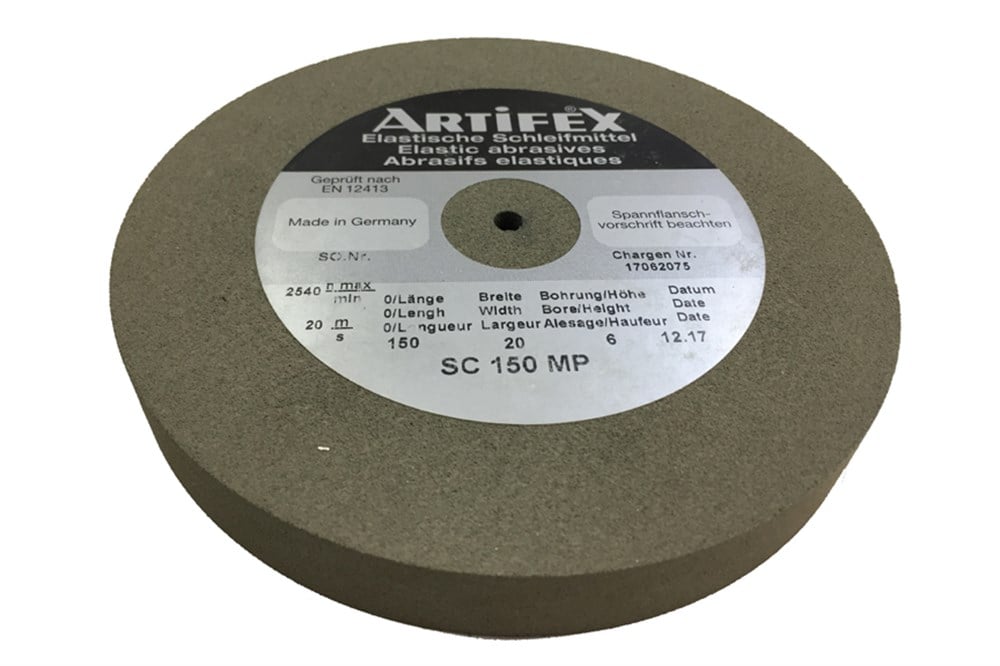 ARTiFEX®
Elastische Schleifmittel
Elastic abrasives
Abrasifs elastiques
Geprüft nach
EN 12413
Made in Germany
Spannflansch-
vorschrift beachten
SC.Nr.
Chargen Nr.
17062075
2540 n max
min
0/Länge Breite Bohrung/Höhe Datum
0/Lengh Width Bore/Height Date
0/L ngueur Largeur Alesage/Haufeur Date
20 m
s
150 20 6 12.17
SC 150 MP